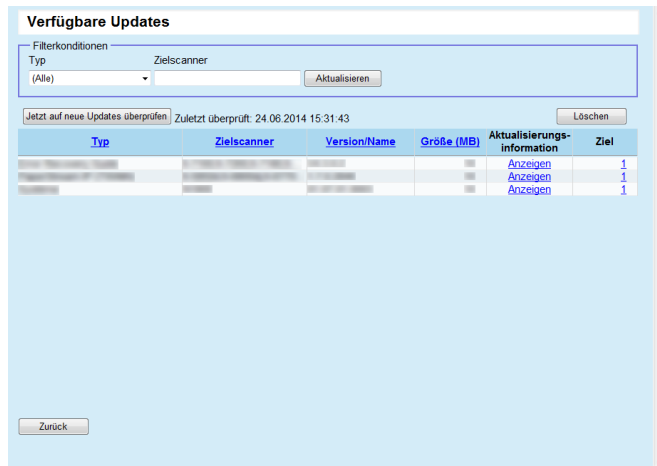 Verfügbare Updates
Filterkonditionen
Typ Zielscanner
(Alle) Aktualisieren
Jetzt auf neue Updates überprüfen Zuletzt überprüft: 24.06.2014 15:31:43 Löschen
Typ Zielscanner Version/Name Größe (MB) Aktualisierungs-information Ziel
Anzeigen 1
Anzeigen 1
Anzeigen 1
Zurück